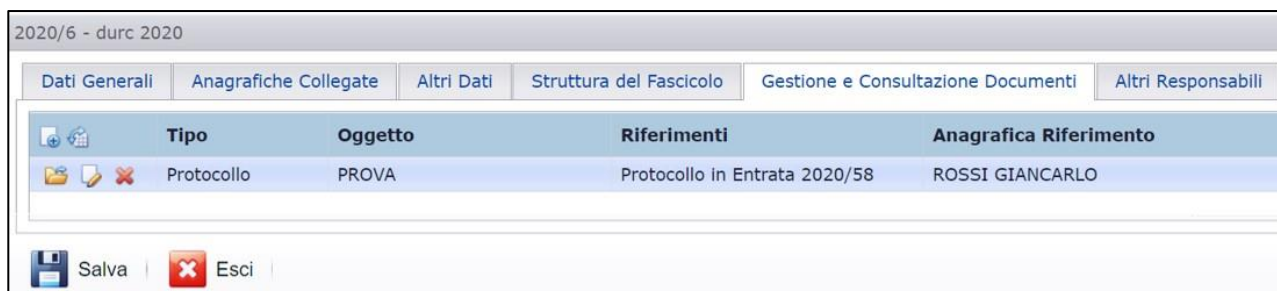 2020/6 - durc 2020
Dati Generali Anagrafiche Collegate Altri Dati Struttura del Fascicolo Gestione e Consultazione Documenti Altri Responsabili
Tipo Oggetto Riferimenti Anagrafica Riferimento
Protocollo PROVA Protocollo in Entrata 2020/58 ROSSI GIANCARLO
Salva Esci